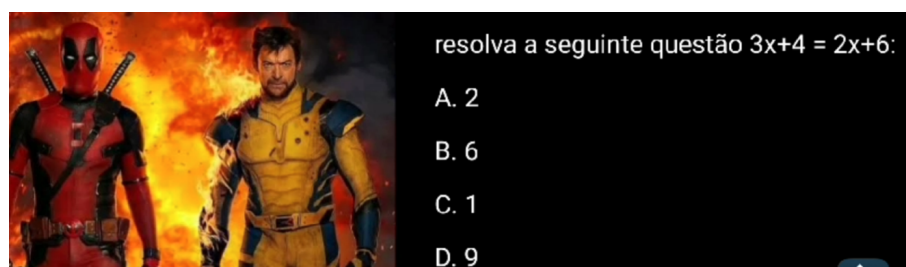 resolva a seguinte questão 3x+4 = 2x+6:
A. 2
B. 6
C. 1
D. 9